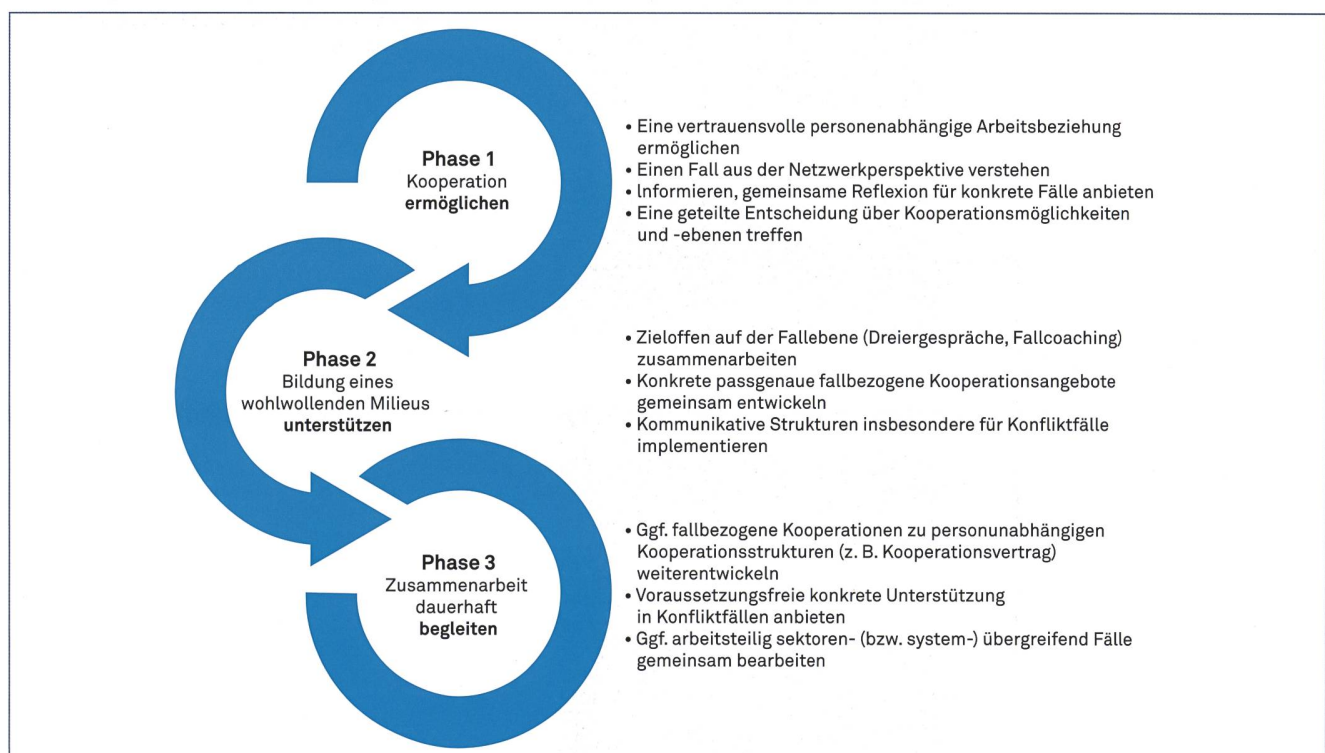 Phase 1
Kooperation
ermöglichen
• Eine vertrauensvolle personenabhängige Arbeitsbeziehung
ermöglichen
• Einen Fall aus der Netzwerkperspektive verstehen
• Informieren, gemeinsame Reflexion für konkrete Fälle anbieten
• Eine geteilte Entscheidung über Kooperationsmöglichkeiten
und -ebenen treffen
Phase 2
Bildung eines
wohlwollenden Milieus
unterstützen
• Zieloffen auf der Fallebene (Dreiergespräche, Fallcoaching)
zusammenarbeiten
• Konkrete passgenaue fallbezogene Kooperationsangebote
gemeinsam entwickeln
• Kommunikative Strukturen insbesondere für Konfliktfälle
implementieren
Phase 3
Zusammenarbeit
dauerhaft
begleiten
• Ggf. fallbezogene Kooperationen zu personunabhängigen
Kooperationsstrukturen (z. B. Kooperationsvertrag)
weiterentwickeln
• Voraussetzungsfreie konkrete Unterstützung
in Konfliktfällen anbieten
• Ggf. arbeitsteilig sektoren- (bzw. system-) übergreifend Fälle
gemeinsam bearbeiten